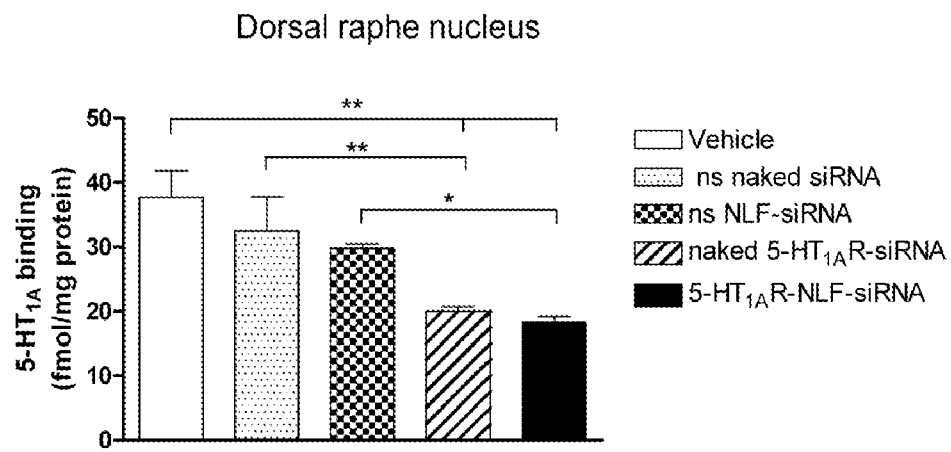 Dorsal raphe nucleus
**
**
*
50
40
30
20
10
0
5-HT1A binding
(fmol/mg protein)
Vehicle
ns naked siRNA
ns NLF-siRNA
naked 5-HT1AR-siRNA
5-HT1AR-NLF-siRNA